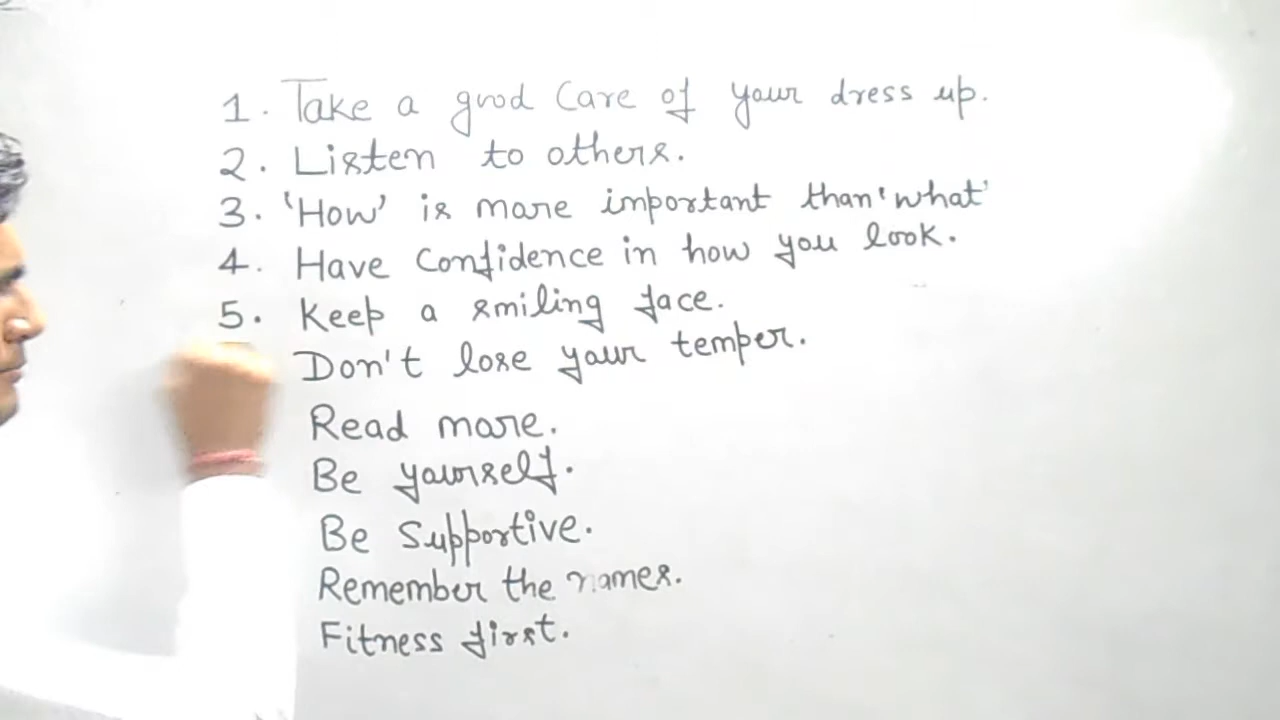 1. Take a good Care of your dress up.
2. Listen to others.
3. 'How' is more important than 'what'
4. Have Confidence in how you look.
5. Keep a smiling face.
Don't lose your temper.
Read more.
Be yourself.
Be Supportive.
Remember the names.
Fitness first.